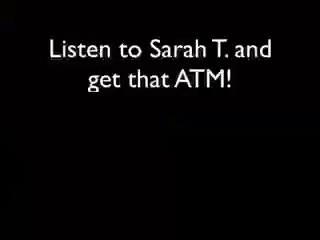 Listen to Sarah T. and
get that ATM!